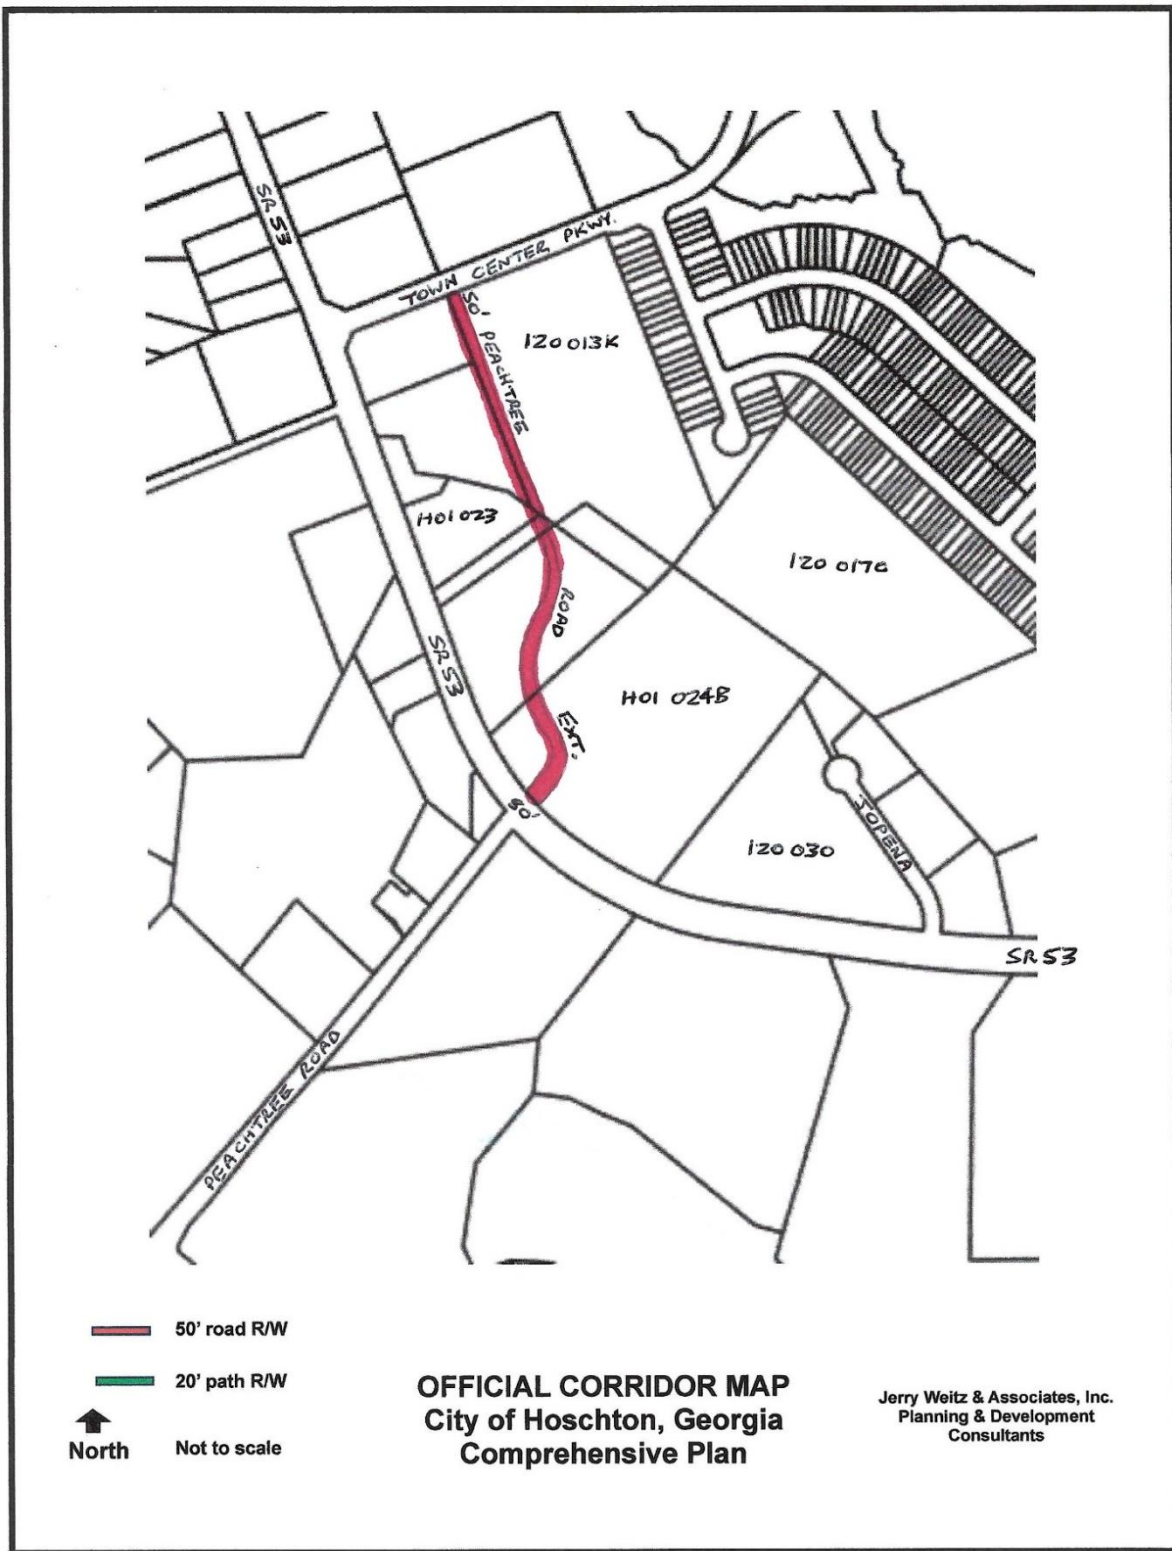 SR 53
TOWN CENTER PKWY.
50' PEACHTREE
120 013K
H01 023
120 017C
ROAD
SR 53
H01 024B
EXT.
80'
JOPENA
120 030
SR 53
PEACHTREE ROAD
50' road R/W
20' path R/W
North
Not to scale
OFFICIAL CORRIDOR MAP
City of Hoschton, Georgia
Comprehensive Plan
Jerry Weitz & Associates, Inc.
Planning & Development
Consultants